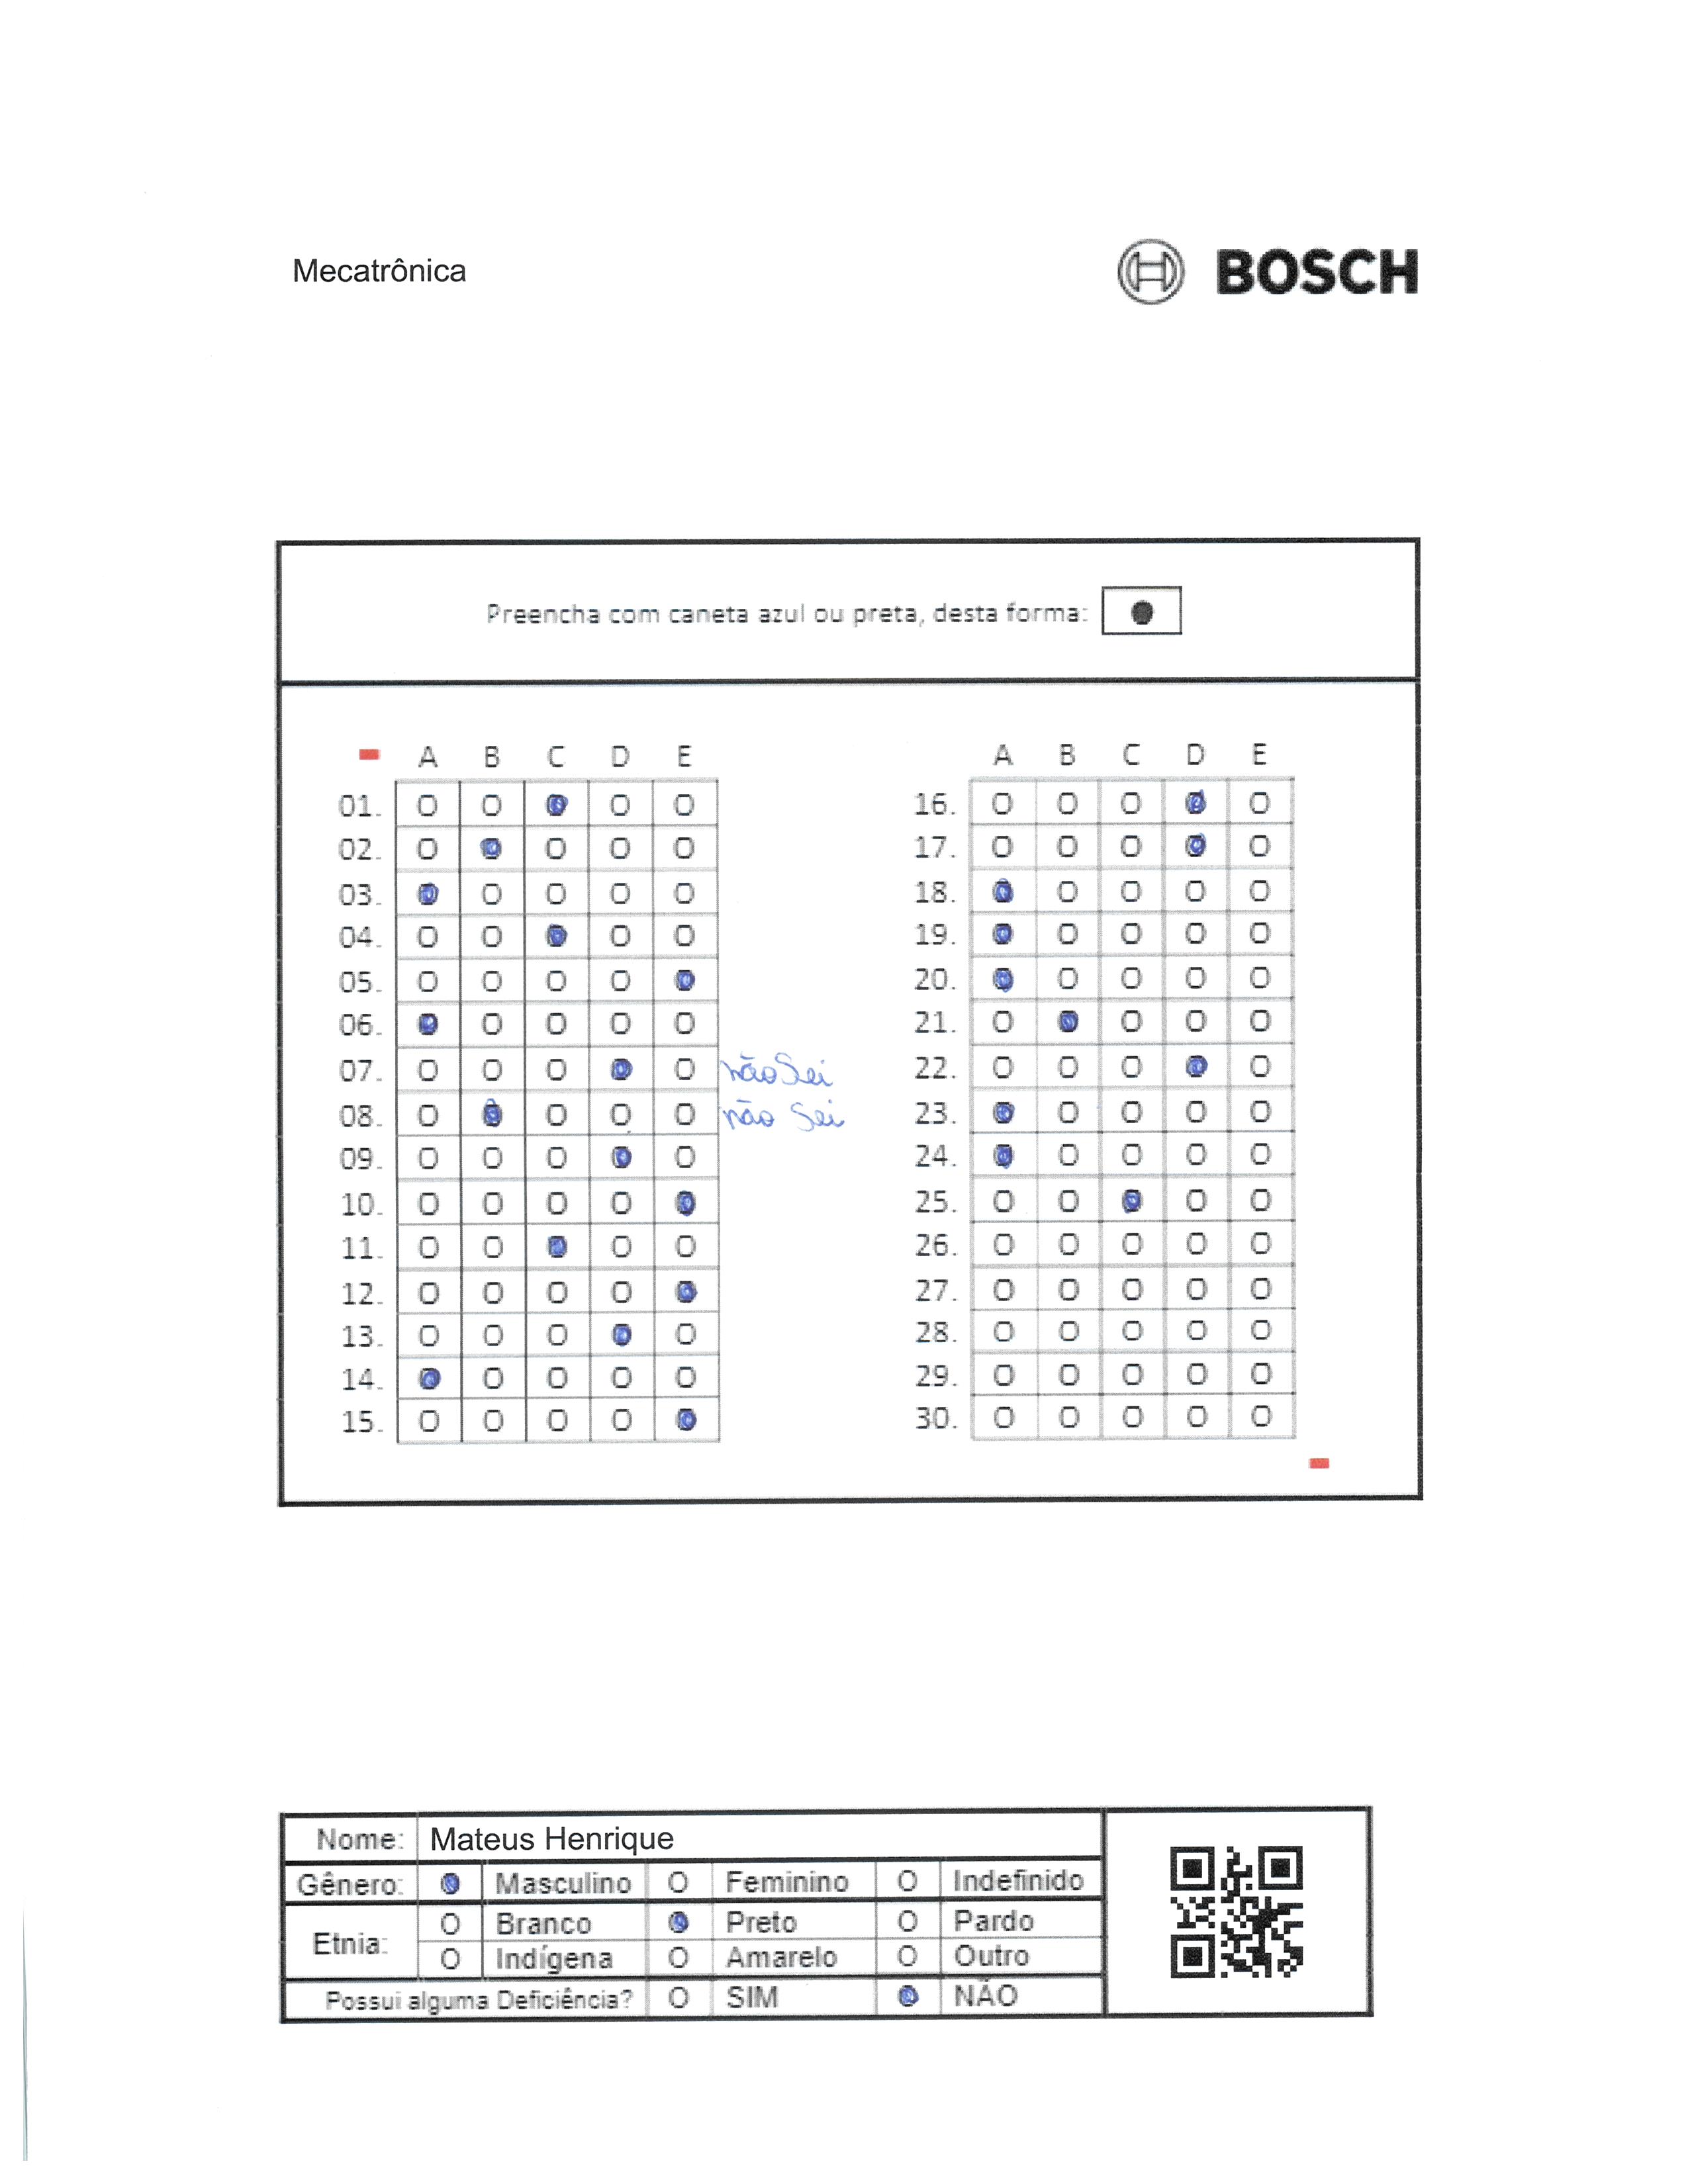 Mecatrônica
BOSCH
Preencha com caneta azul ou preta, desta forma:
A B C D E
01.
02.
03.
04.
05.
06.
07. não Sei
08. não Sei
09.
10.
11.
12.
13.
14.
15.
A B C D E
16.
17.
18.
19.
20.
21.
22.
23.
24.
25.
26.
27.
28.
29.
30.
Nome: Mateus Henrique
Gênero: Masculino Feminino Indefinido
Etnia: Branco Preto Pardo
Indígena Amarelo Outro
Possui alguma Deficiência? SIM NÃO